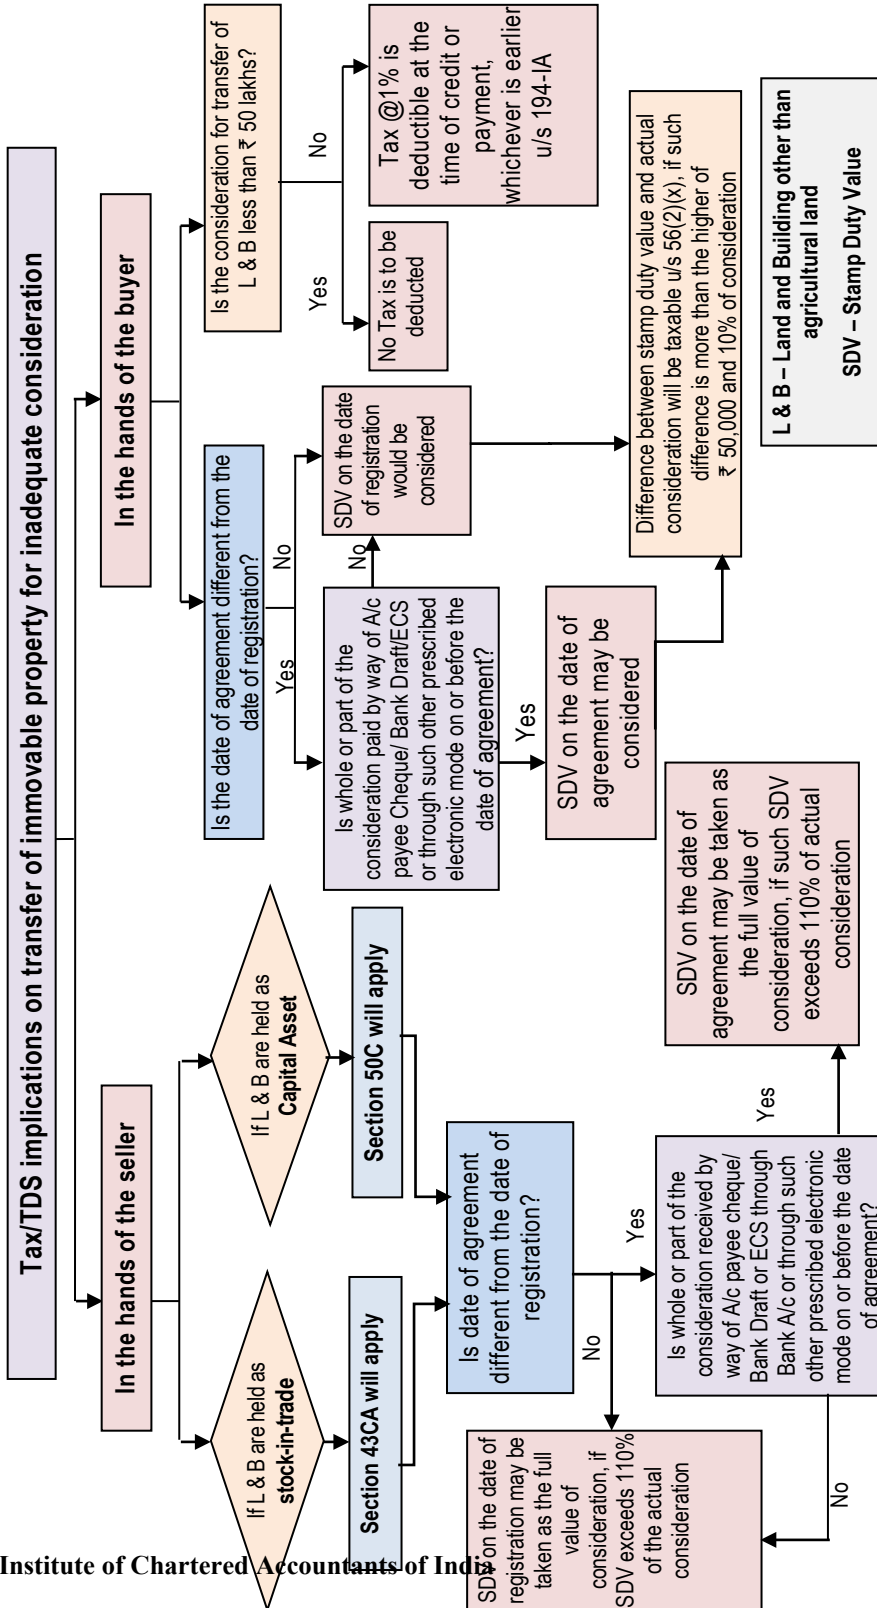 Tax/TDS implications on transfer of immovable property for inadequate consideration
In the hands of the seller
In the hands of the buyer
If L & B are held as
stock-in-trade
If L & B are held as
Capital Asset
Section 43CA will apply
Section 50C will apply
Is date of agreement
different from the date of
registration?
No
Yes
SDV on the date of
registration may be
taken as the full
value of
consideration, if
SDV exceeds 110%
of the actual
consideration
Is whole or part of the
consideration received by
way of A/c payee cheque/
Bank Draft or ECS through
Bank A/c or through such
other prescribed electronic
mode on or before the date
of agreement?
No
Yes
SDV on the date of
agreement may be taken as
the full value of
consideration, if such SDV
exceeds 110% of actual
consideration
Is the date of agreement different from the
date of registration?
Yes
No
Is whole or part of the
consideration paid by way of A/c
payee Cheque/ Bank Draft/ECS
or through such other prescribed
electronic mode on or before the
date of agreement?
No
Yes
SDV on the date
of registration
would be
considered
SDV on the date of
agreement may be
considered
Is the consideration for transfer of
L & B less than ₹ 50 lakhs?
Yes
No
No Tax is to be
deducted
Tax @1% is
deductible at the
time of credit or
payment,
whichever is earlier
u/s 194-IA
Difference between stamp duty value and actual
consideration will be taxable u/s 56(2)(x), if such
difference is more than the higher of
₹ 50,000 and 10% of consideration
L & B – Land and Building other than
agricultural land
SDV – Stamp Duty Value
Institute of Chartered Accountants of India